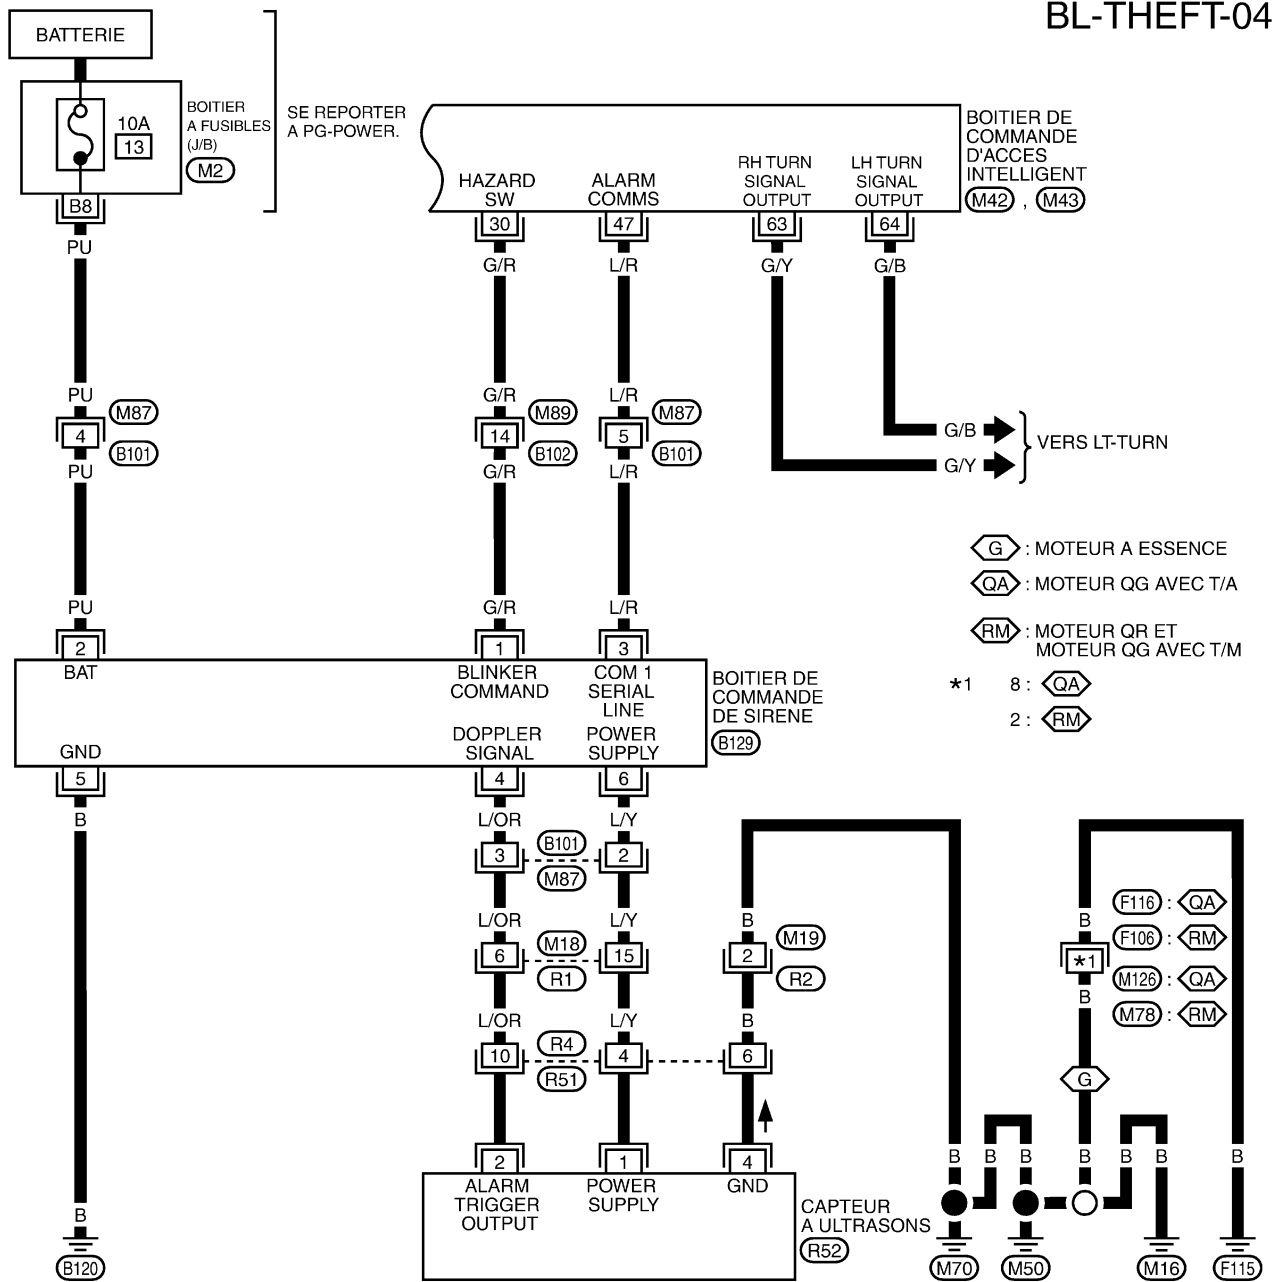 BL-THEFT-04
BATTERIE
10A
13
BOITIER
A FUSIBLES
(J/B)
M2
SE REPORTER
A PG-POWER.
B8
PU
HAZARD
SW
ALARM
COMMS
RH TURN
SIGNAL
OUTPUT
LH TURN
SIGNAL
OUTPUT
BOITIER DE
COMMANDE
D'ACCES
INTELLIGENT
M42 , M43
30
47
63
64
G/R
L/R
G/Y
G/B
PU
G/R
L/R
M87
M89
M87
4
14
5
B101
B102
B101
PU
G/R
L/R
G/B
G/Y
VERS LT-TURN
G : MOTEUR A ESSENCE
QA : MOTEUR QG AVEC T/A
RM : MOTEUR QR ET
MOTEUR QG AVEC T/M
*1 8 : QA
2 : RM
PU
G/R
L/R
2
1
3
BAT
BLINKER
COMMAND
COM 1
SERIAL
LINE
GND
DOPPLER
SIGNAL
POWER
SUPPLY
BOITIER DE
COMMANDE
DE SIRENE
B129
5
4
6
B
L/OR
L/Y
3
B101
M87
2
L/OR
L/Y
B
6
M18
R1
15
2
M19
R2
L/OR
L/Y
B
10
R4
R51
4
6
B
*1
B
F116 : QA
F106 : RM
M126 : QA
M78 : RM
G
2
1
4
ALARM
TRIGGER
OUTPUT
POWER
SUPPLY
GND
CAPTEUR
A ULTRASONS
R52
B
B
B
B
B
B
B
B
B120
M70
M50
M16
F115